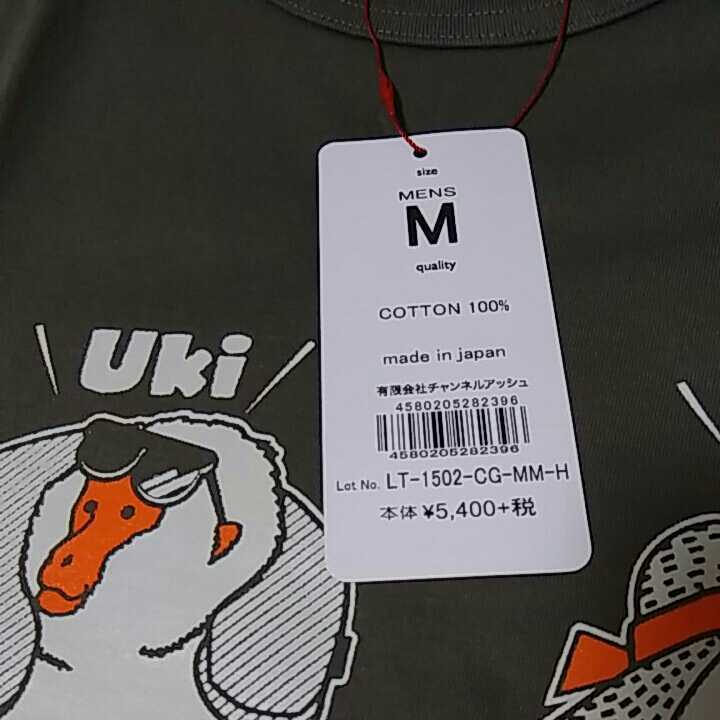 size
MENS
M
quality
COTTON 100%
made in japan
有限会社チャンネルアッシュ
4580205282396
4580205282396
Lot No. LT-1502-CG-MM-H
本体 ¥5,400+税
Uki